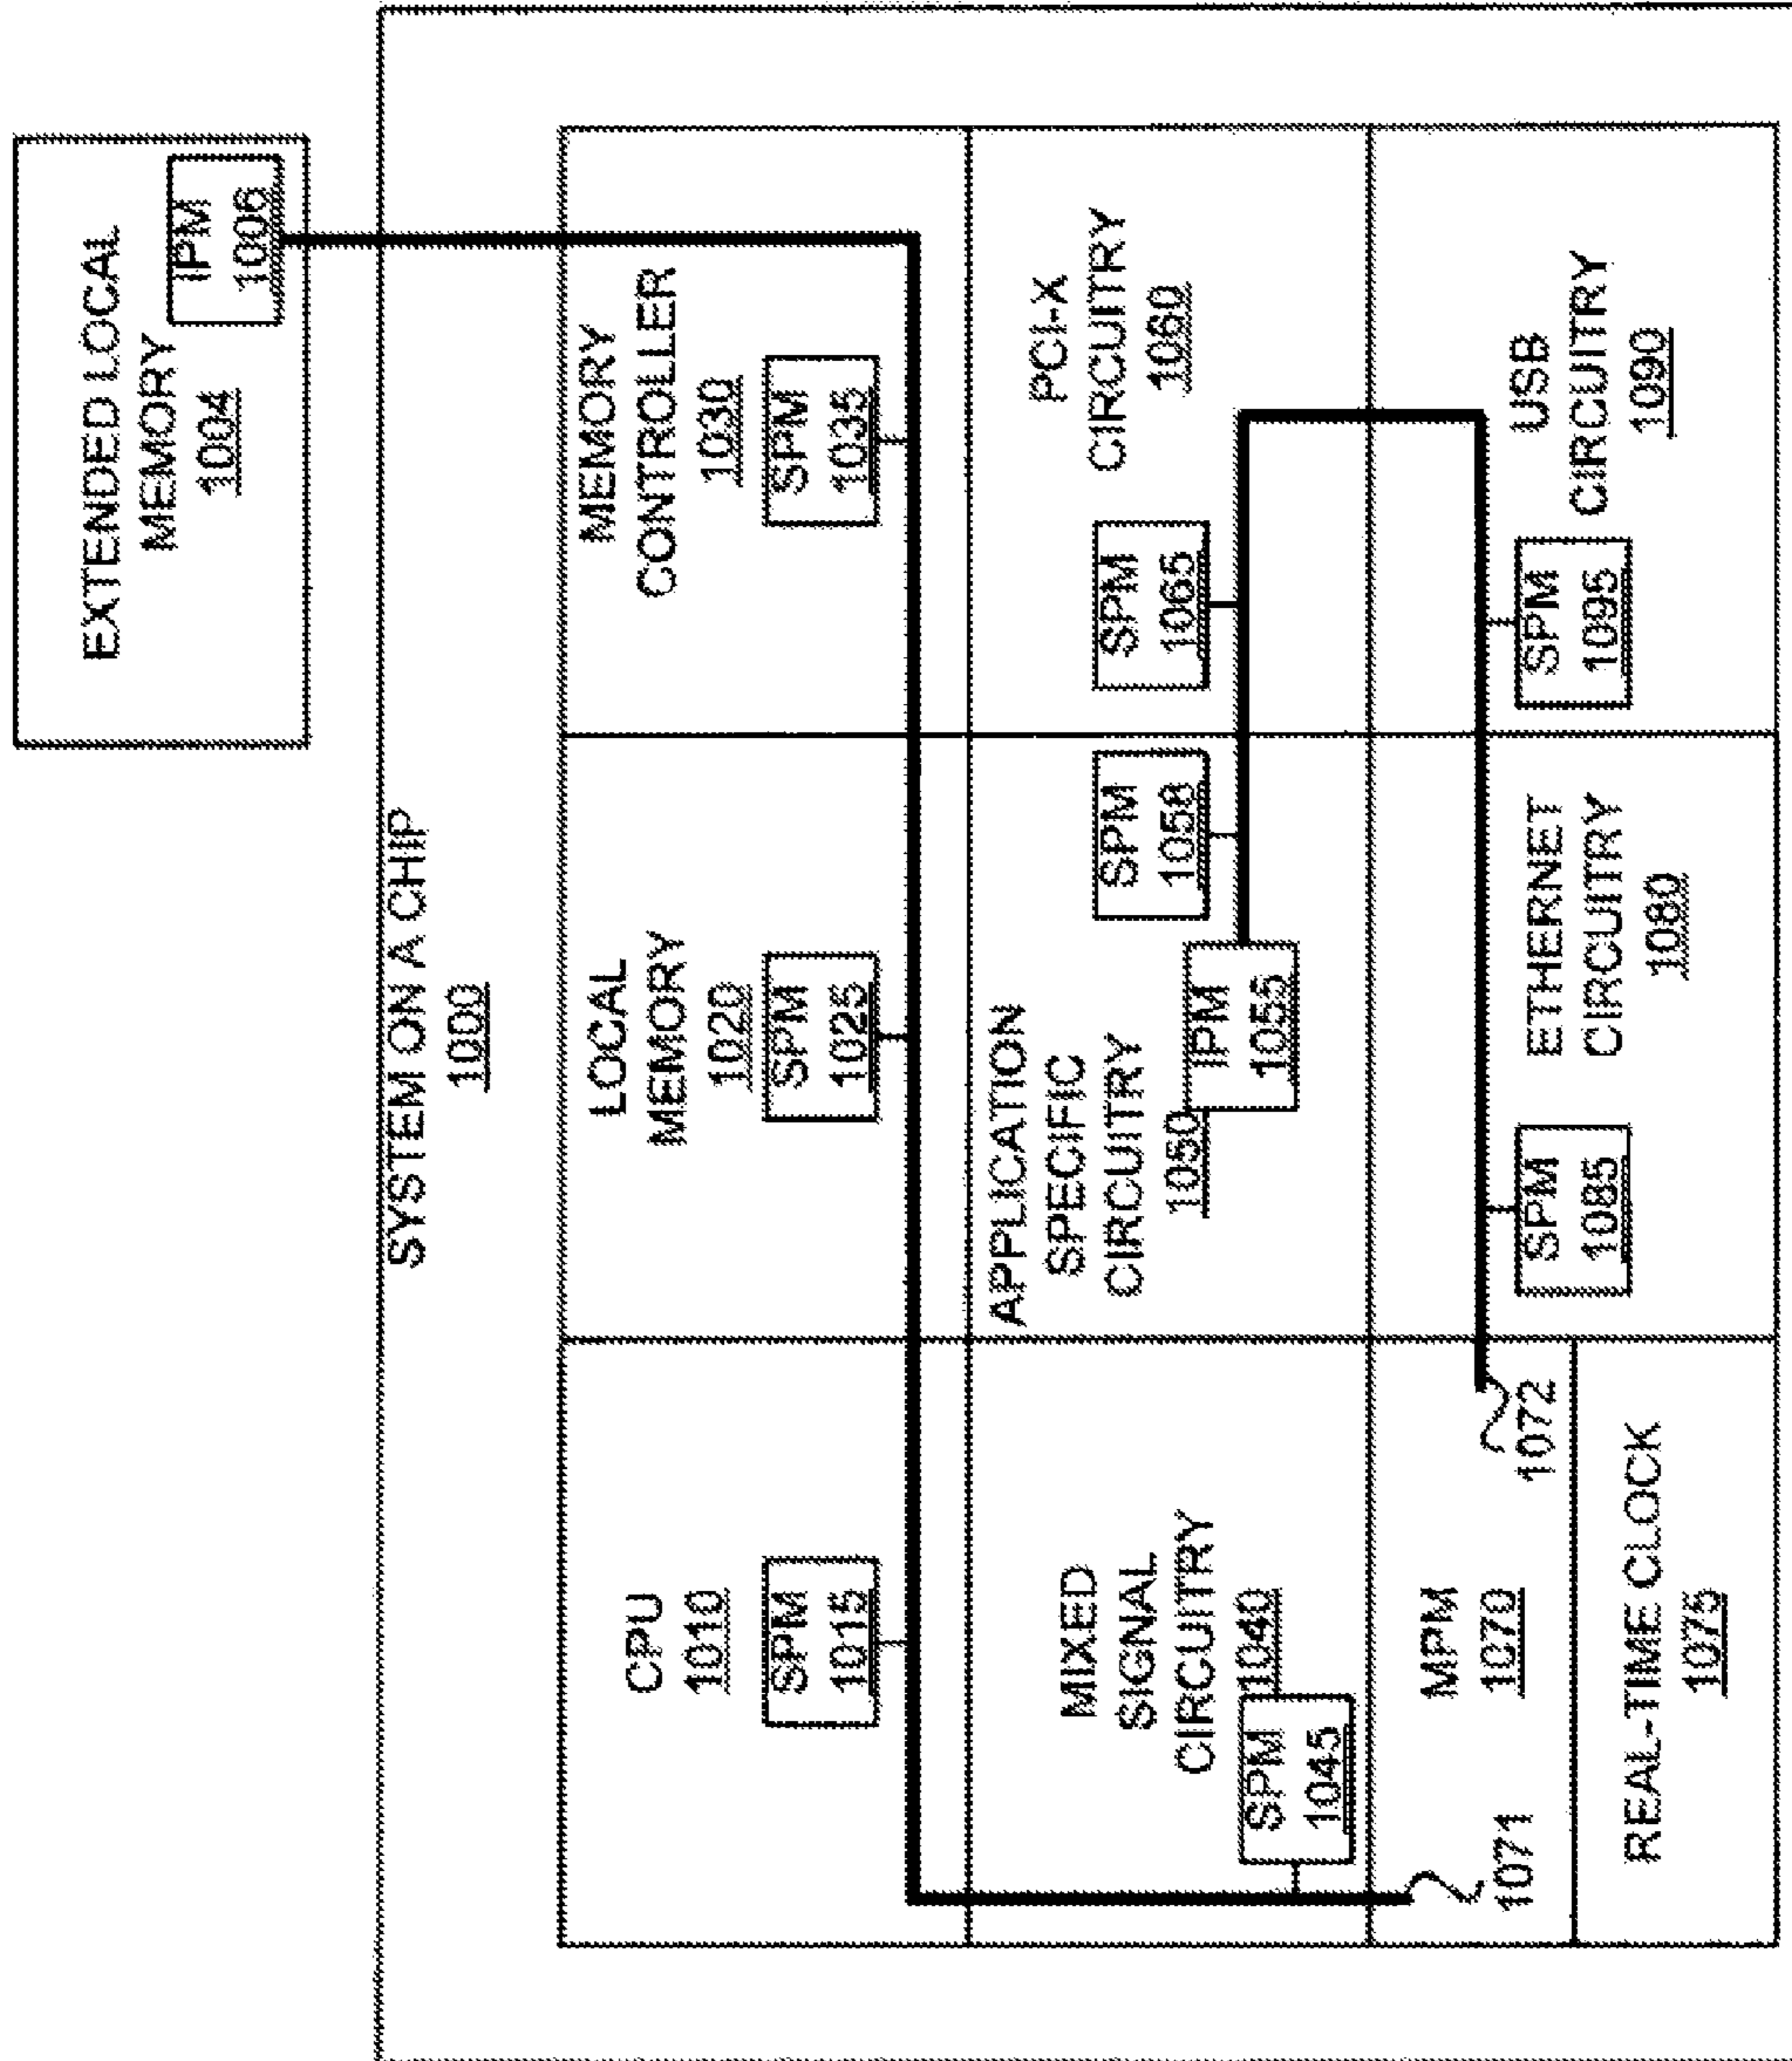 EXTENDED LOCAL
MEMORY
1004
IPM
1006
SYSTEM ON A CHIP
1000
CPU
1010
SPM
1015
LOCAL
MEMORY
1020
SPM
1025
MEMORY
CONTROLLER
1030
SPM
1035
MIXED
SIGNAL
CIRCUITRY
1040
SPM
1045
APPLICATION
SPECIFIC
CIRCUITRY
1050
IPM
1055
SPM
1058
PCI-X
CIRCUITRY
1060
SPM
1065
MPM
1070
1071
1072
REAL-TIME CLOCK
1075
ETHERNET
CIRCUITRY
1080
SPM
1085
USB
CIRCUITRY
1090
SPM
1095